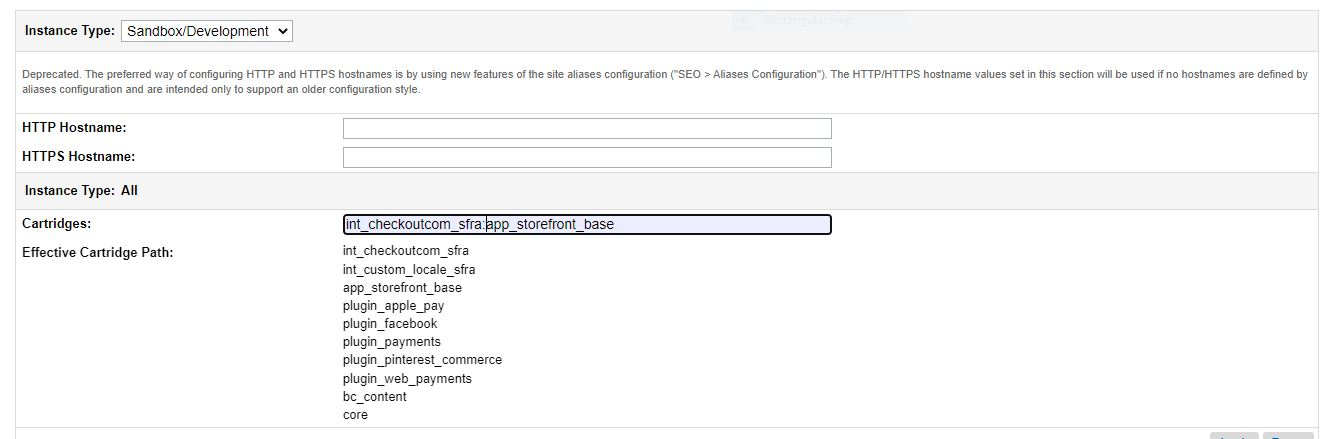 Rectangular Snip
Instance Type: Sandbox/Development
Deprecated. The preferred way of configuring HTTP and HTTPS hostnames is by using new features of the site aliases configuration ("SEO > Aliases Configuration"). The HTTP/HTTPS hostname values set in this section will be used if no hostnames are defined by
aliases configuration and are intended only to support an older configuration style.
HTTP Hostname:
HTTPS Hostname:
Instance Type: All
Cartridges: int_checkoutcom_sfra:app_storefront_base
Effective Cartridge Path: int_checkoutcom_sfra
int_custom_locale_sfra
app_storefront_base
plugin_apple_pay
plugin_facebook
plugin_payments
plugin_pinterest_commerce
plugin_web_payments
bc_content
core